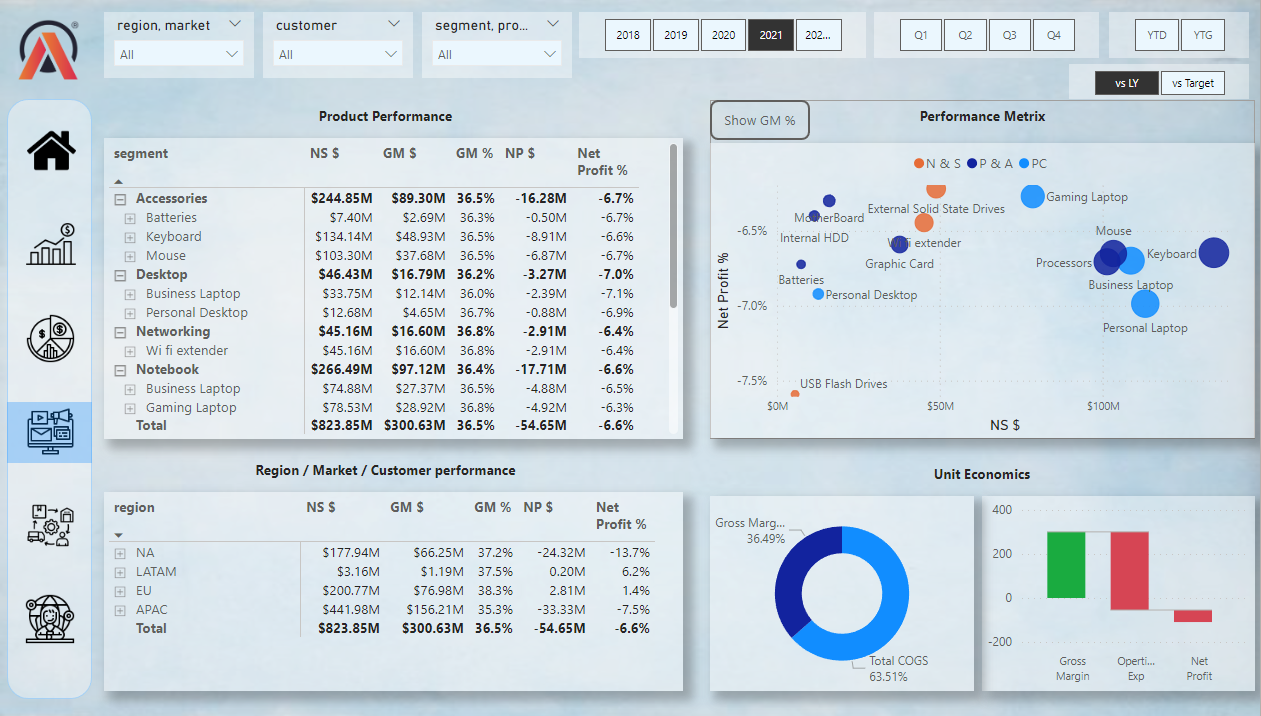 region, market
All
customer
All
segment, pro...
All
2018 2019 2020 2021 202...
Q1 Q2 Q3 Q4
YTD YTG
vs LY vs Target
Product Performance
segment NS $ GM $ GM % NP $ Net Profit %
Accessories $244.85M $89.30M 36.5% -16.28M -6.7%
Batteries $7.40M $2.69M 36.3% -0.50M -6.7%
Keyboard $134.14M $48.93M 36.5% -8.91M -6.6%
Mouse $103.30M $37.68M 36.5% -6.87M -6.7%
Desktop $46.43M $16.79M 36.2% -3.27M -7.0%
Business Laptop $33.75M $12.14M 36.0% -2.39M -7.1%
Personal Desktop $12.68M $4.65M 36.7% -0.88M -6.9%
Networking $45.16M $16.60M 36.8% -2.91M -6.4%
Wi fi extender $45.16M $16.60M 36.8% -2.91M -6.4%
Notebook $266.49M $97.12M 36.4% -17.71M -6.6%
Business Laptop $74.88M $27.37M 36.5% -4.88M -6.5%
Gaming Laptop $78.53M $28.92M 36.8% -4.92M -6.3%
Total $823.85M $300.63M 36.5% -54.65M -6.6%
Show GM %
Performance Metrix
N & S P & A PC
Gaming Laptop
External Solid State Drives
MotherBoard
-6.5%
Mouse
Internal HDD
Wi fi extender
Keyboard
Graphic Card
Processors
Batteries
Business Laptop
Personal Desktop
-7.0%
Personal Laptop
Net Profit %
-7.5%
USB Flash Drives
$0M $50M $100M
NS $
Region / Market / Customer performance
region NS $ GM $ GM % NP $ Net Profit %
NA $177.94M $66.25M 37.2% -24.32M -13.7%
LATAM $3.16M $1.19M 37.5% 0.20M 6.2%
EU $200.77M $76.98M 38.3% 2.81M 1.4%
APAC $441.98M $156.21M 35.3% -33.33M -7.5%
Total $823.85M $300.63M 36.5% -54.65M -6.6%
Unit Economics
Gross Marg...
36.49%
Total COGS
63.51%
400
200
0
-200
Gross Margin
Operti... Exp
Net Profit